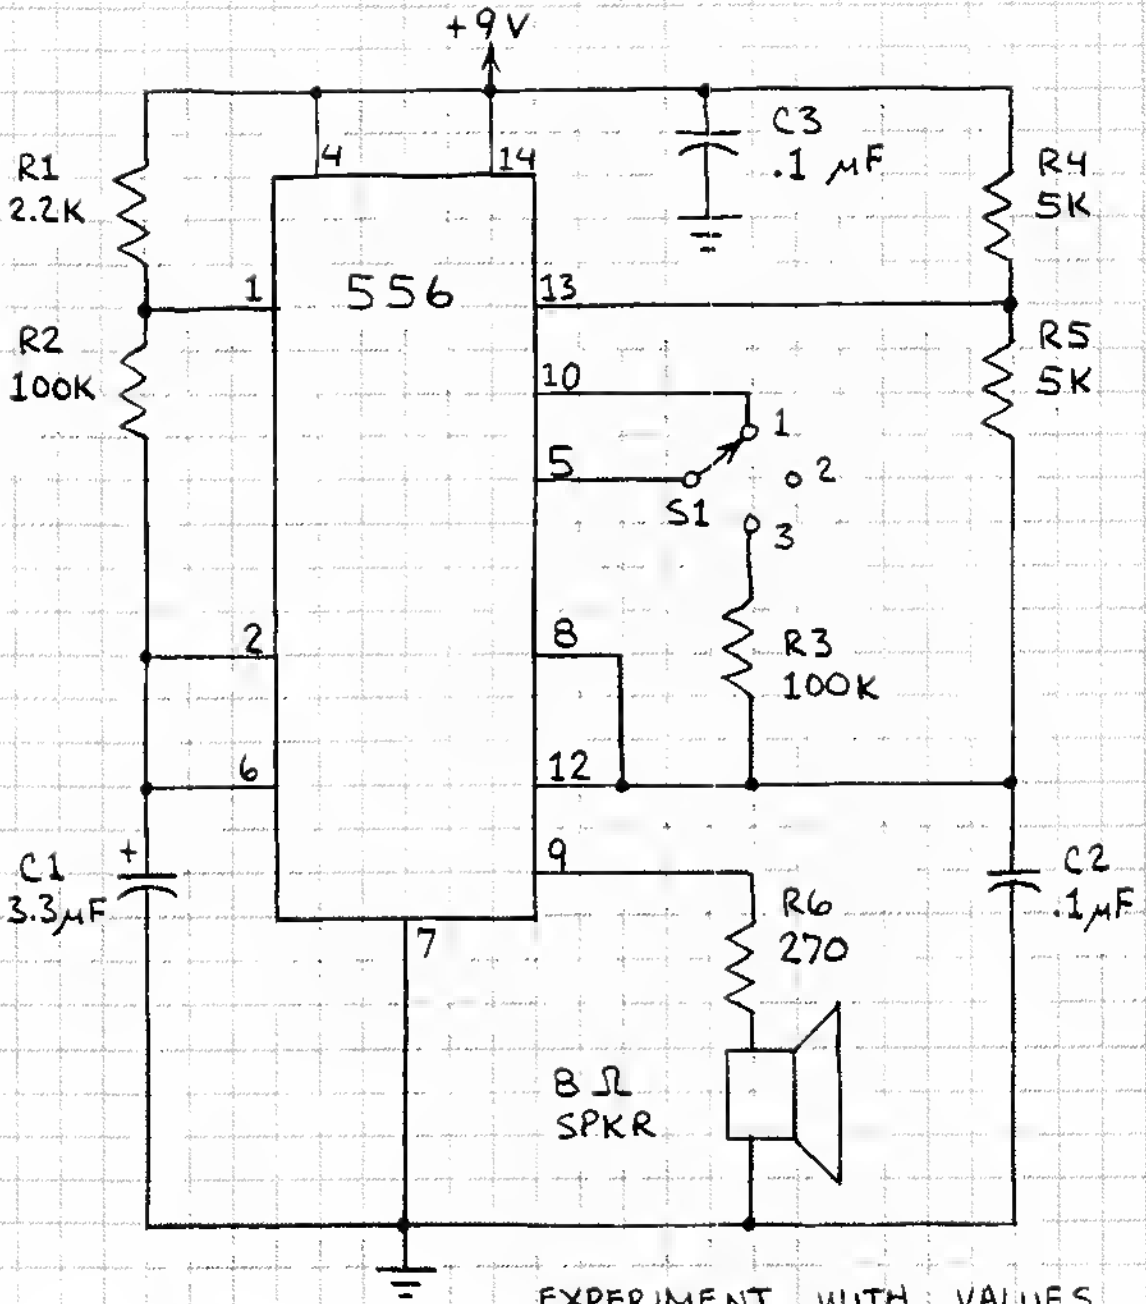 +9V
4
14
C3
.1 μF
R1
2.2K
R4
5K
1
556
13
R2
100K
R5
5K
10
1
5
2
S1
3
2
8
R3
100K
6
12
+
C1
3.3μF
9
C2
.1μF
R6
270
7
8 Ω
SPKR
EXPERIMENT WITH VALUES